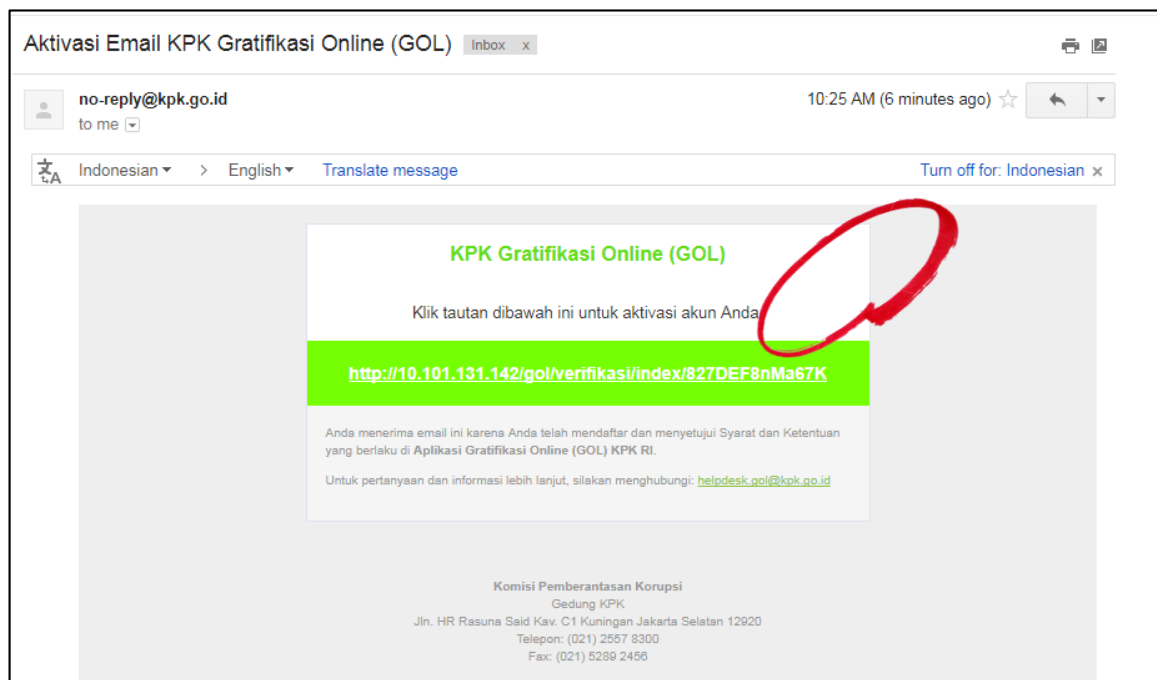 Aktivasi Email KPK Gratifikasi Online (GOL) Inbox x
no-reply@kpk.go.id 10:25 AM (6 minutes ago)
to me
Indonesian > English Translate message Turn off for: Indonesian x
KPK Gratifikasi Online (GOL)
Klik tautan dibawah ini untuk aktivasi akun Anda
http://10.101.131.142/gol/verifikasi/index/827DEF8nMa67K
Anda menerima email ini karena Anda telah mendaftar dan menyetujui Syarat dan Ketentuan
yang berlaku di Aplikasi Gratifikasi Online (GOL) KPK RI.
Untuk pertanyaan dan informasi lebih lanjut, silakan menghubungi: helpdesk.gol@kpk.go.id
Komisi Pemberantasan Korupsi
Gedung KPK
Jln. HR Rasuna Said Kav. C1 Kuningan Jakarta Selatan 12920
Telepon: (021) 2557 8300
Fax: (021) 5289 2456